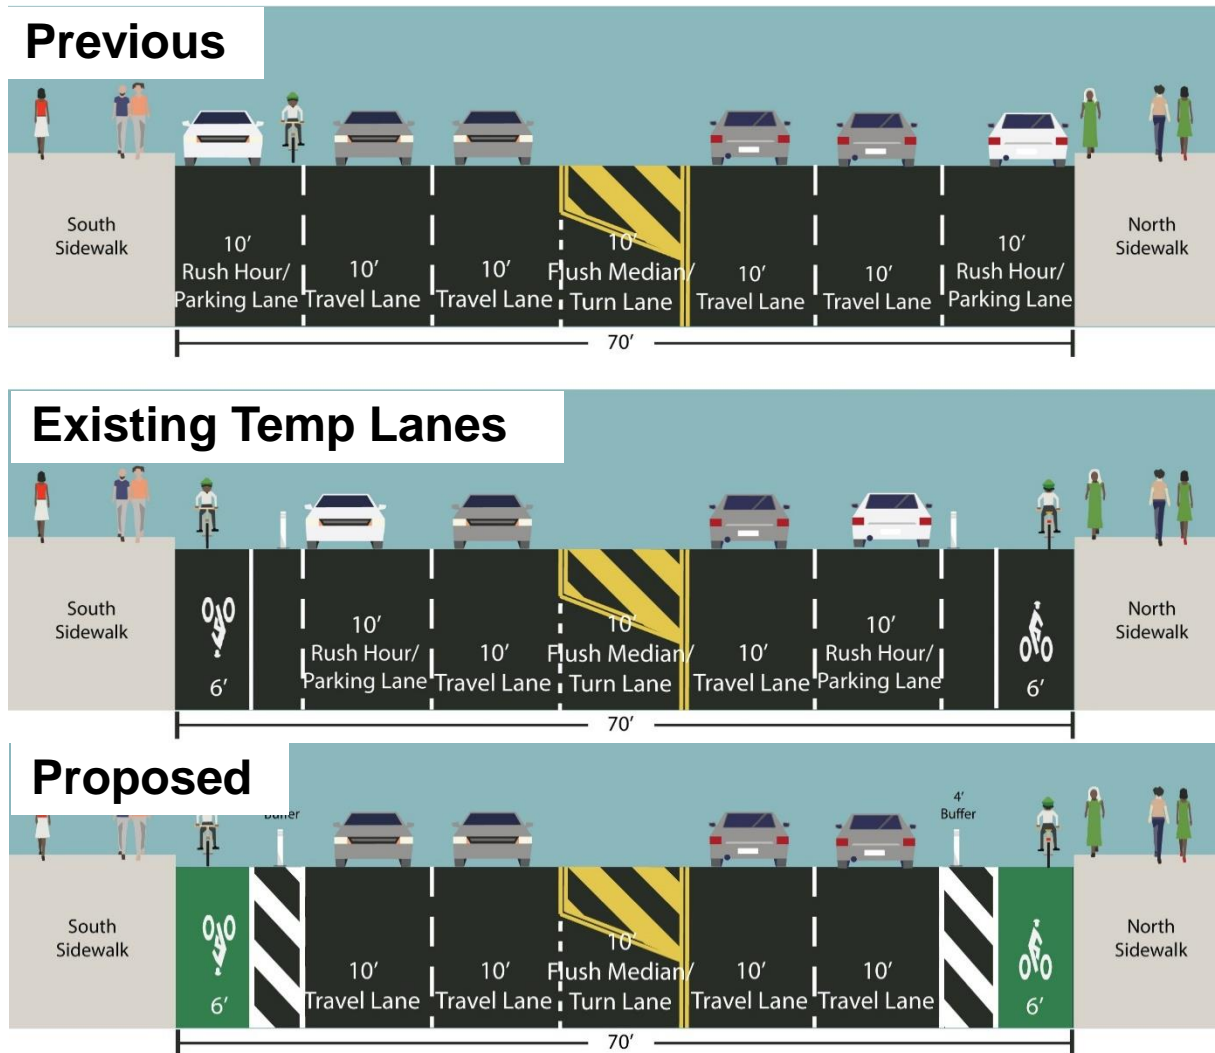 Previous
South
Sidewalk
10'
Rush Hour/
Parking Lane
10'
Travel Lane
10'
Travel Lane
10'
Flush Median/
Turn Lane
10'
Travel Lane
10'
Travel Lane
10'
Rush Hour/
Parking Lane
North
Sidewalk
70'
Existing Temp Lanes
South
Sidewalk
6'
10'
Rush Hour/
Parking Lane
10'
Travel Lane
10'
Flush Median/
Turn Lane
10'
Travel Lane
10'
Rush Hour/
Parking Lane
6'
North
Sidewalk
70'
Proposed
Buffer
4'
Buffer
South
Sidewalk
6'
10'
Travel Lane
10'
Travel Lane
10'
Flush Median/
Turn Lane
10'
Travel Lane
10'
Travel Lane
6'
North
Sidewalk
70'